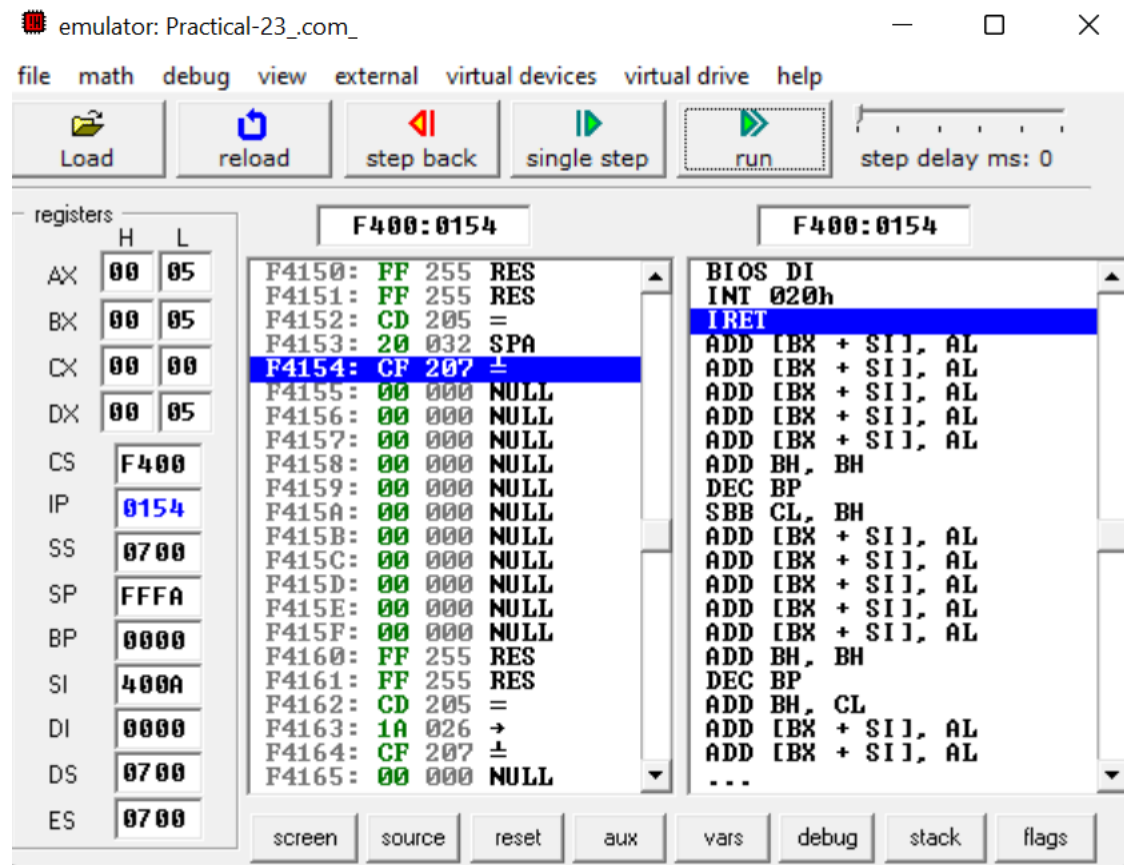 emulator: Practical-23_.com_
file math debug view external virtual devices virtual drive help
Load reload step back single step run step delay ms: 0
registers
H L
F400:0154 F400:0154
AX 00 05
BX 00 05
CX 00 00
DX 00 05
CS F400
IP 0154
SS 0700
SP FFFA
BP 0000
SI 400A
DI 0000
DS 0700
ES 0700
F4150: FF 255 RES
F4151: FF 255 RES
F4152: CD 205 =
F4153: 20 032 SPA
F4154: CF 207 ╧
F4155: 00 000 NULL
F4156: 00 000 NULL
F4157: 00 000 NULL
F4158: 00 000 NULL
F4159: 00 000 NULL
F415A: 00 000 NULL
F415B: 00 000 NULL
F415C: 00 000 NULL
F415D: 00 000 NULL
F415E: 00 000 NULL
F415F: 00 000 NULL
F4160: FF 255 RES
F4161: FF 255 RES
F4162: CD 205 =
F4163: 1A 026 →
F4164: CF 207 ╧
F4165: 00 000 NULL
BIOS DI
INT 020h
IRET
ADD [BX + SI], AL
ADD [BX + SI], AL
ADD [BX + SI], AL
ADD [BX + SI], AL
ADD [BX + SI], AL
ADD BH, BH
DEC BP
SBB CL, BH
ADD [BX + SI], AL
ADD [BX + SI], AL
ADD [BX + SI], AL
ADD [BX + SI], AL
ADD [BX + SI], AL
ADD BH, BH
DEC BP
ADD BH, CL
ADD [BX + SI], AL
ADD [BX + SI], AL
...
screen source reset aux vars debug stack flags